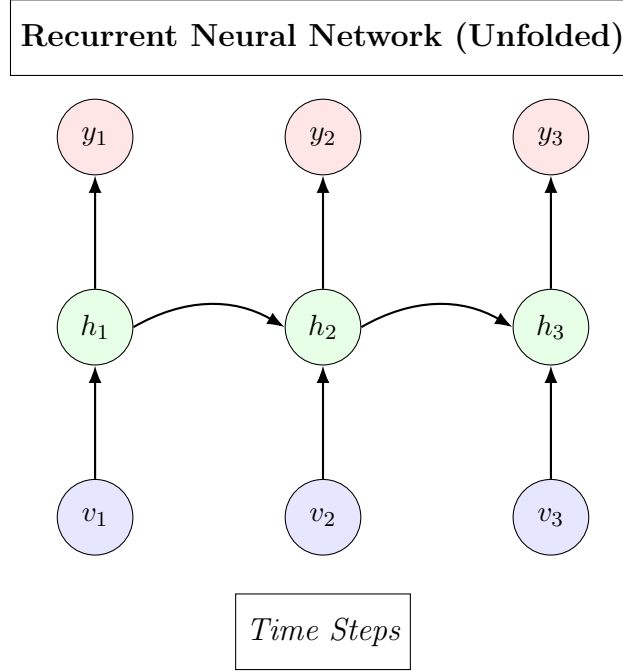 Recurrent Neural Network (Unfolded)
y₁ y₂ y₃
h₁ h₂ h₃
v₁ v₂ v₃
Time Steps